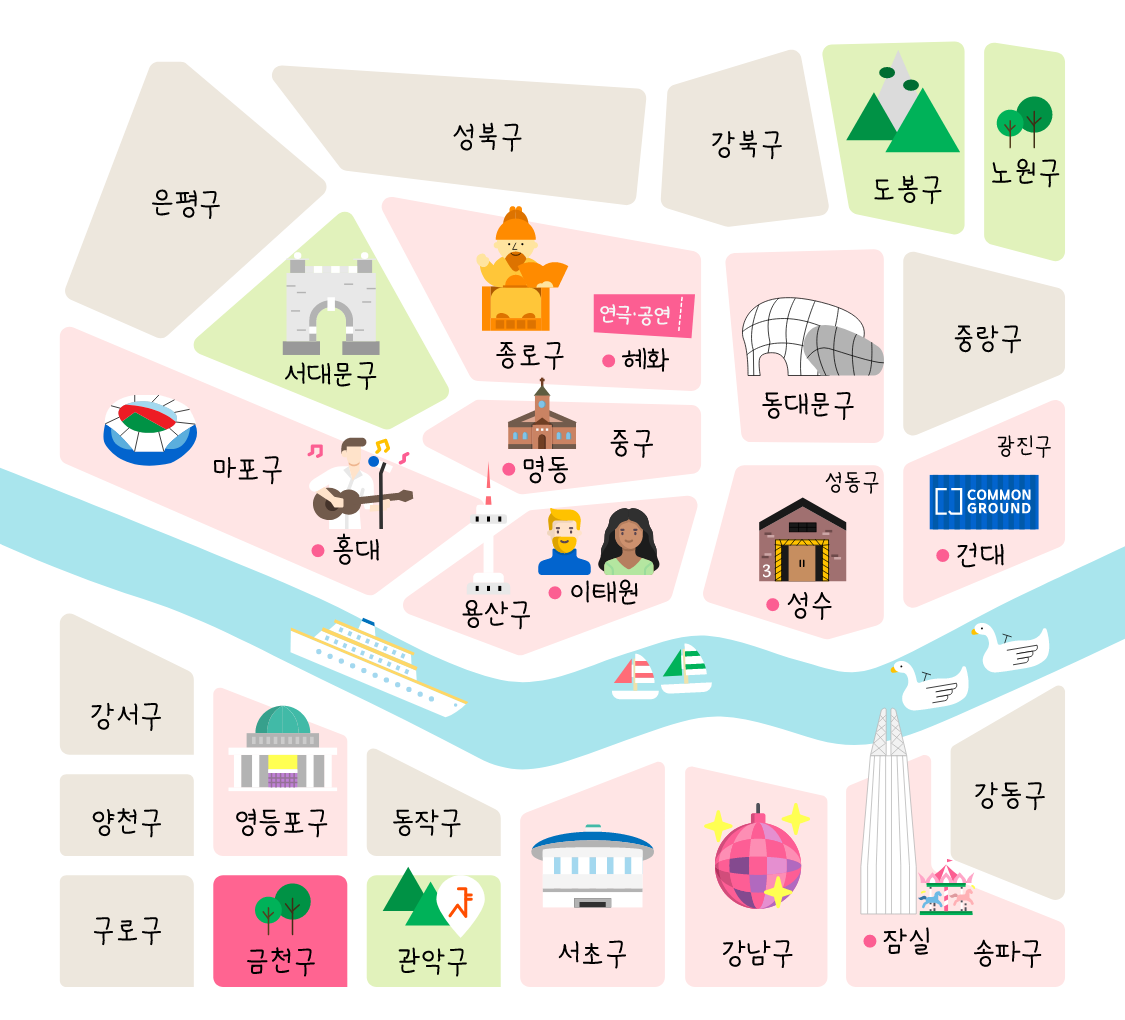 성북구
강북구
도봉구
노원구
은평구
서대문구
종로구
연극·공연
혜화
동대문구
중랑구
마포구
홍대
명동
중구
용산구
이태원
성동구
3
성수
광진구
COMMON
GROUND
건대
강서구
양천구
구로구
영등포구
금천구
동작구
관악구
서초구
강남구
잠실
송파구
강동구